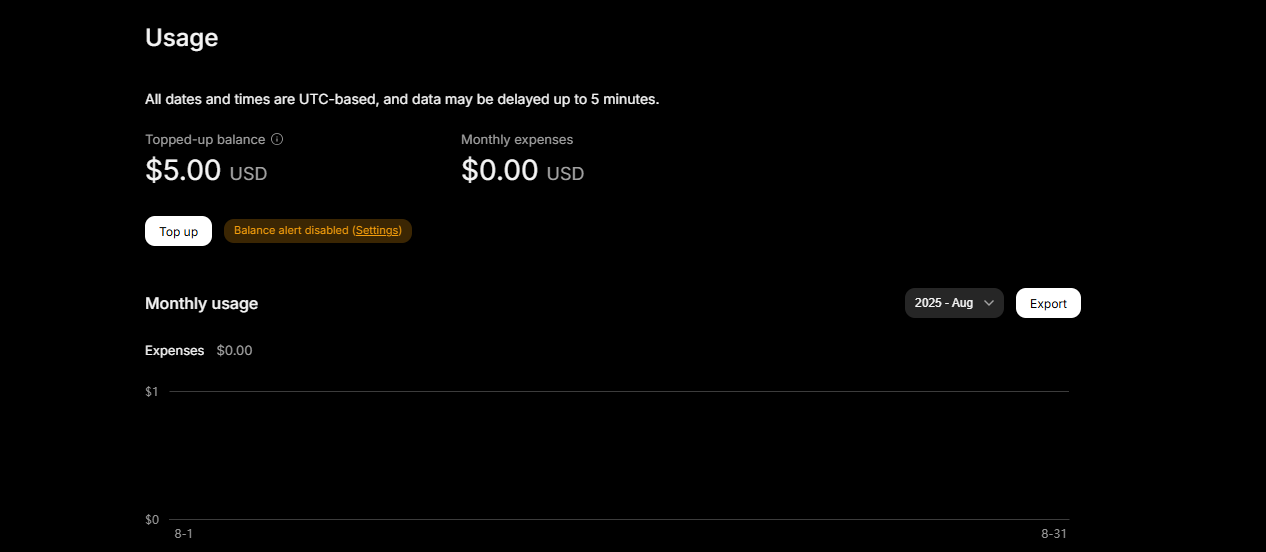 Usage
All dates and times are UTC-based, and data may be delayed up to 5 minutes.
Topped-up balance Monthly expenses
$5.00 USD $0.00 USD
Top up Balance alert disabled (Settings)
Monthly usage 2025 - Aug Export
Expenses $0.00
$1
$0
8-1 8-31